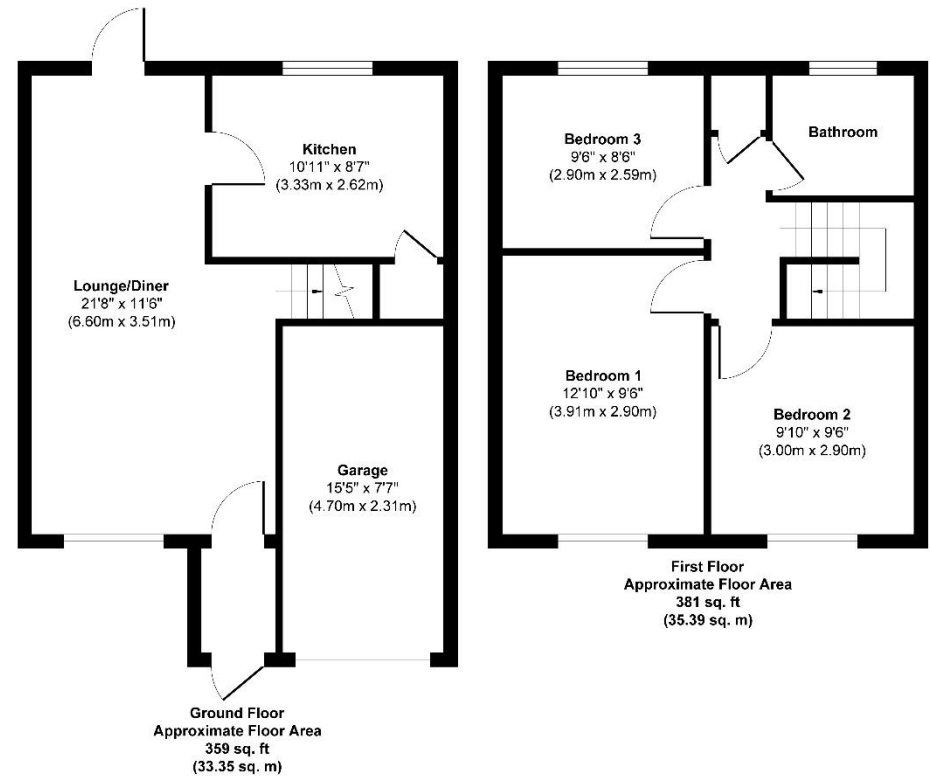 Kitchen
10'11" x 8'7"
(3.33m x 2.62m)
Lounge/Diner
21'8" x 11'6"
(6.60m x 3.51m)
Garage
15'5" x 7'7"
(4.70m x 2.31m)
Ground Floor
Approximate Floor Area
359 sq. ft
(33.35 sq. m)
Bedroom 3
9'6" x 8'6"
(2.90m x 2.59m)
Bathroom
Bedroom 1
12'10" x 9'6"
(3.91m x 2.90m)
Bedroom 2
9'10" x 9'6"
(3.00m x 2.90m)
First Floor
Approximate Floor Area
381 sq. ft
(35.39 sq. m)